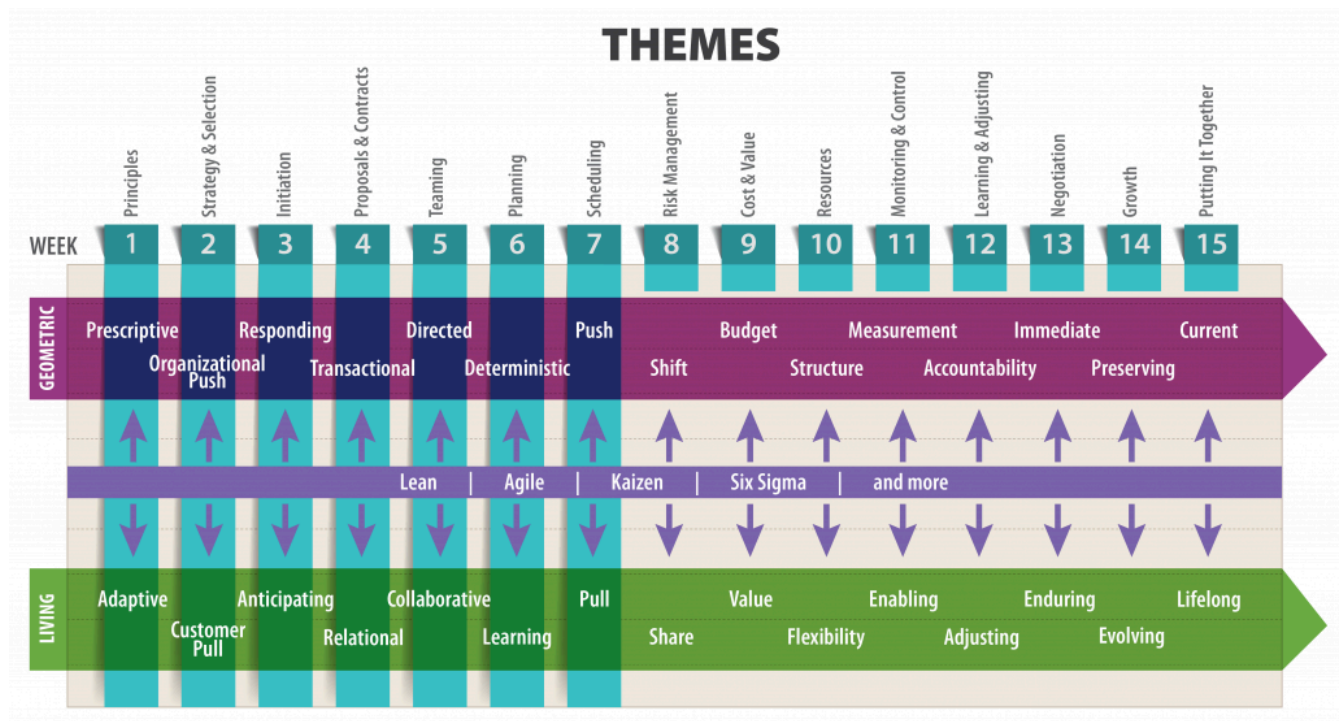 THEMES
Principles
Strategy & Selection
Initiation
Proposals & Contracts
Teaming
Planning
Scheduling
Risk Management
Cost & Value
Resources
Monitoring & Control
Learning & Adjusting
Negotiation
Growth
Putting It Together
WEEK 1 2 3 4 5 6 7 8 9 10 11 12 13 14 15
GEOMETRIC
Prescriptive Responding Directed Push Budget Measurement Immediate Current
Organizational
Push
Transactional Deterministic Shift Structure Accountability Preserving
Lean | Agile | Kaizen | Six Sigma | and more
LIVING
Adaptive Anticipating Collaborative Pull Value Enabling Enduring Lifelong
Customer
Pull
Relational Learning Share Flexibility Adjusting Evolving